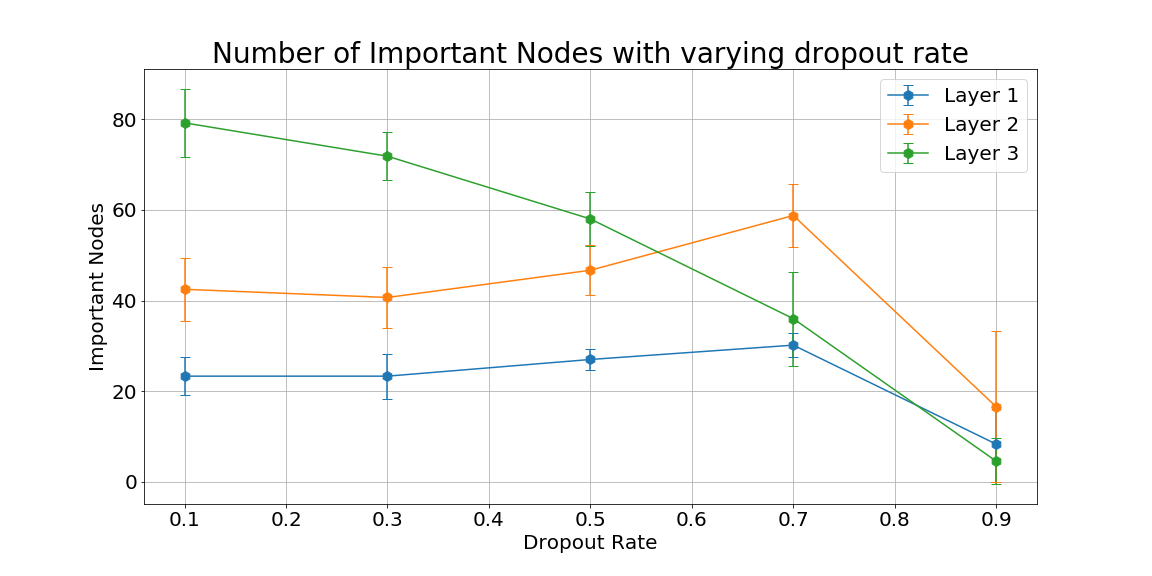 Number of Important Nodes with varying dropout rate
Layer 1
Layer 2
Layer 3
Important Nodes
80
60
40
20
0
0.1 0.2 0.3 0.4 0.5 0.6 0.7 0.8 0.9
Dropout Rate